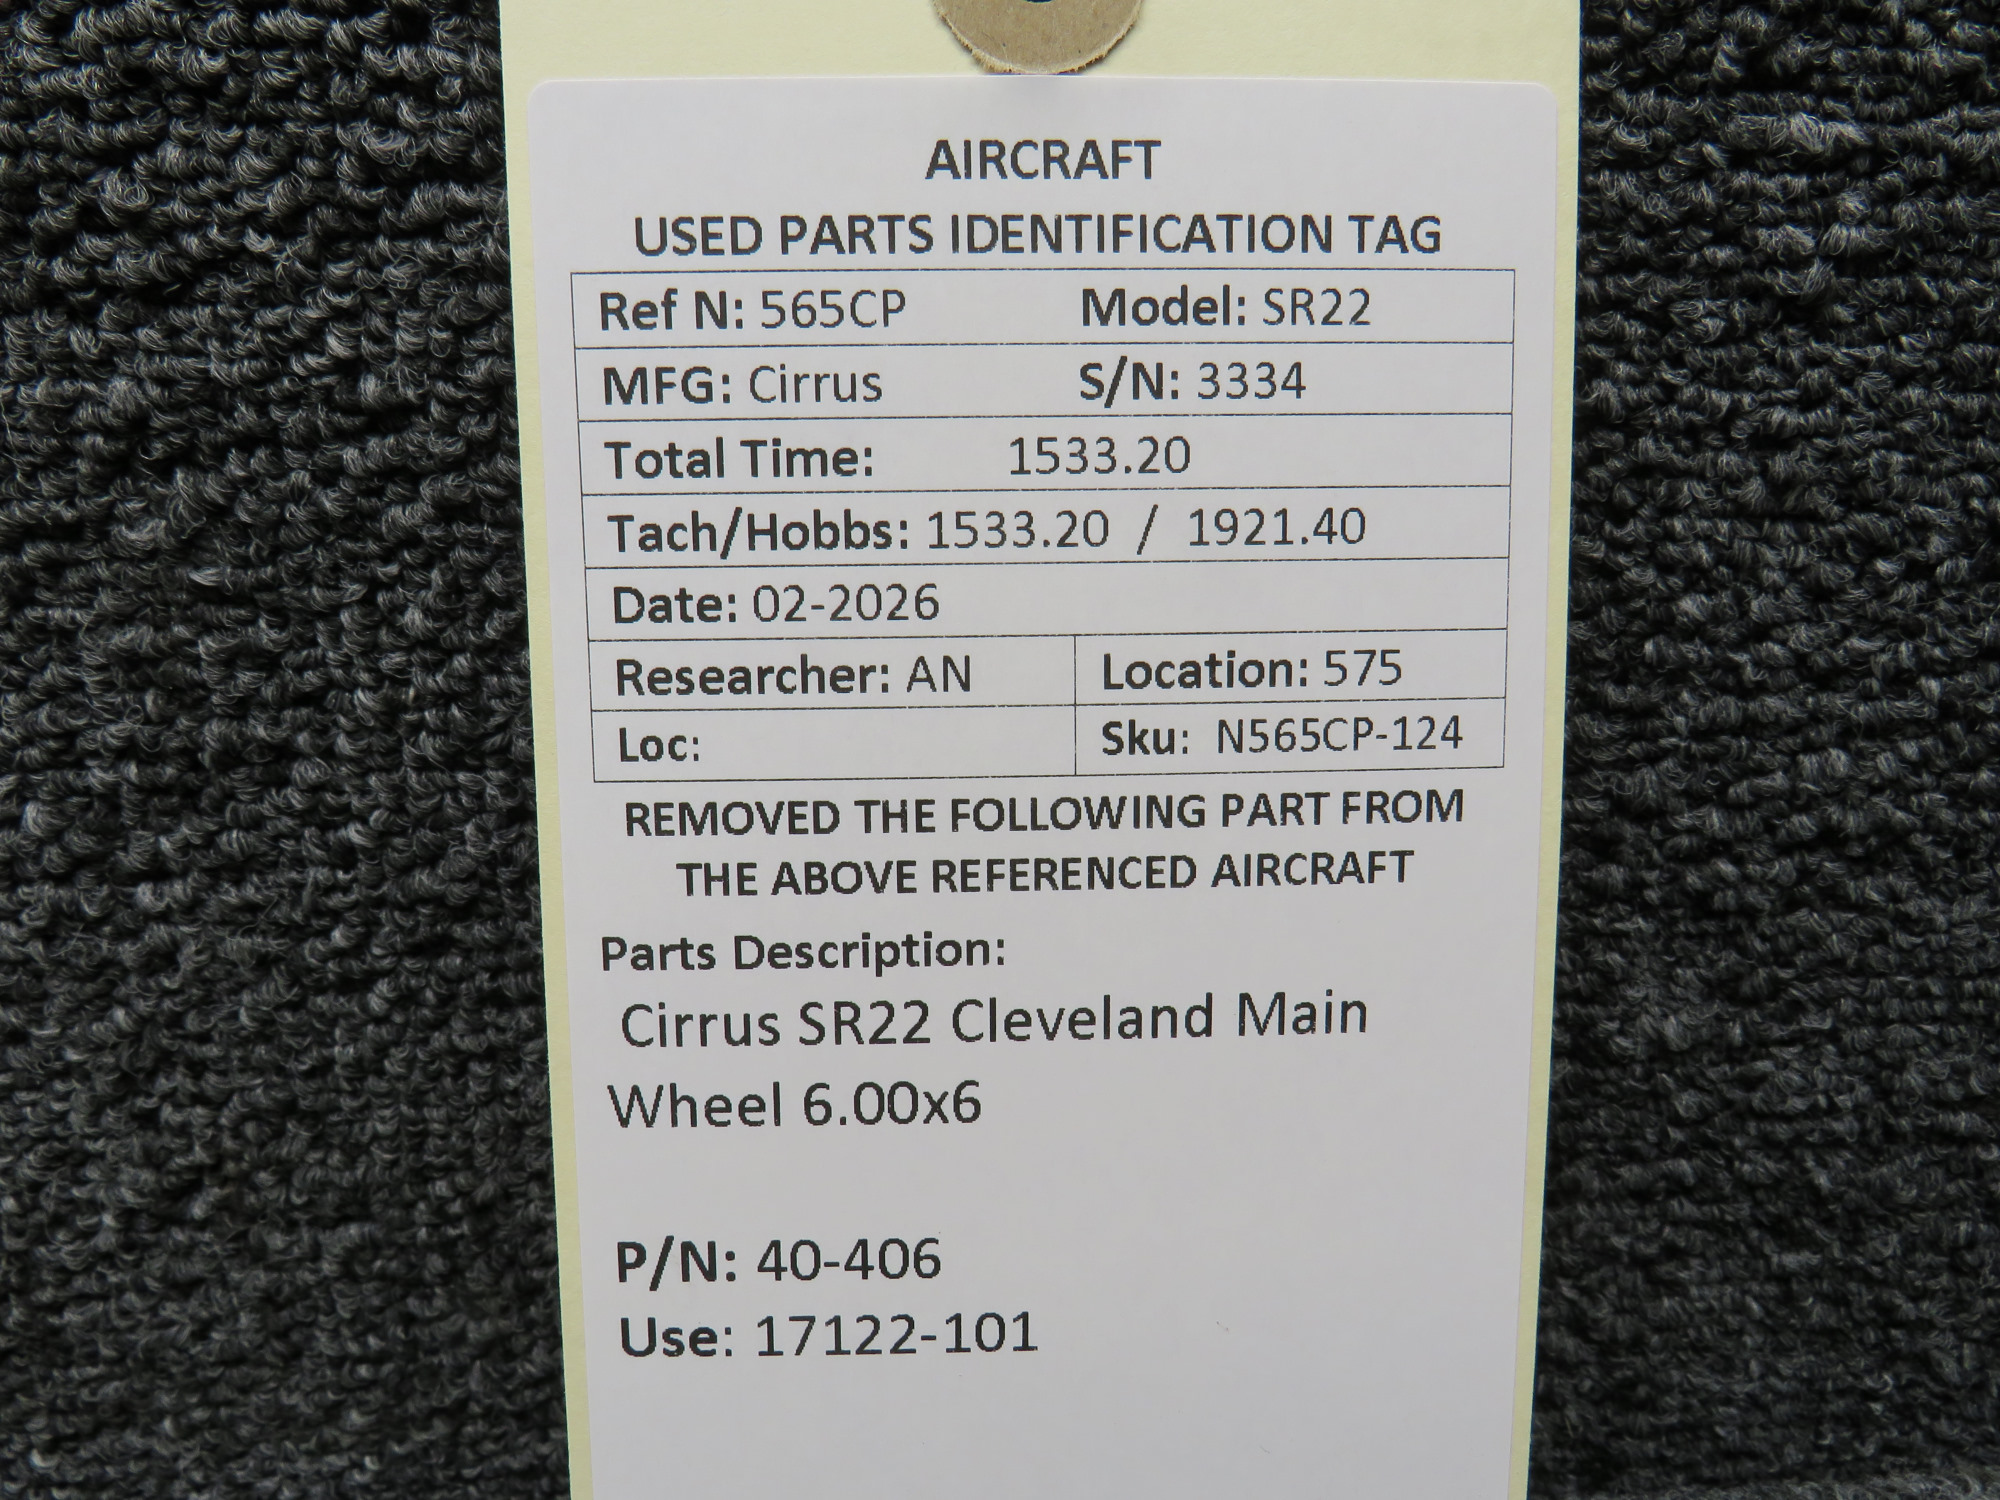 AIRCRAFT
USED PARTS IDENTIFICATION TAG
Ref N: 565CP Model: SR22
MFG: Cirrus S/N: 3334
Total Time: 1533.20
Tach/Hobbs: 1533.20 / 1921.40
Date: 02-2026
Researcher: AN Location: 575
Loc: Sku: N565CP-124
REMOVED THE FOLLOWING PART FROM
THE ABOVE REFERENCED AIRCRAFT
Parts Description:
Cirrus SR22 Cleveland Main
Wheel 6.00x6
P/N: 40-406
Use: 17122-101